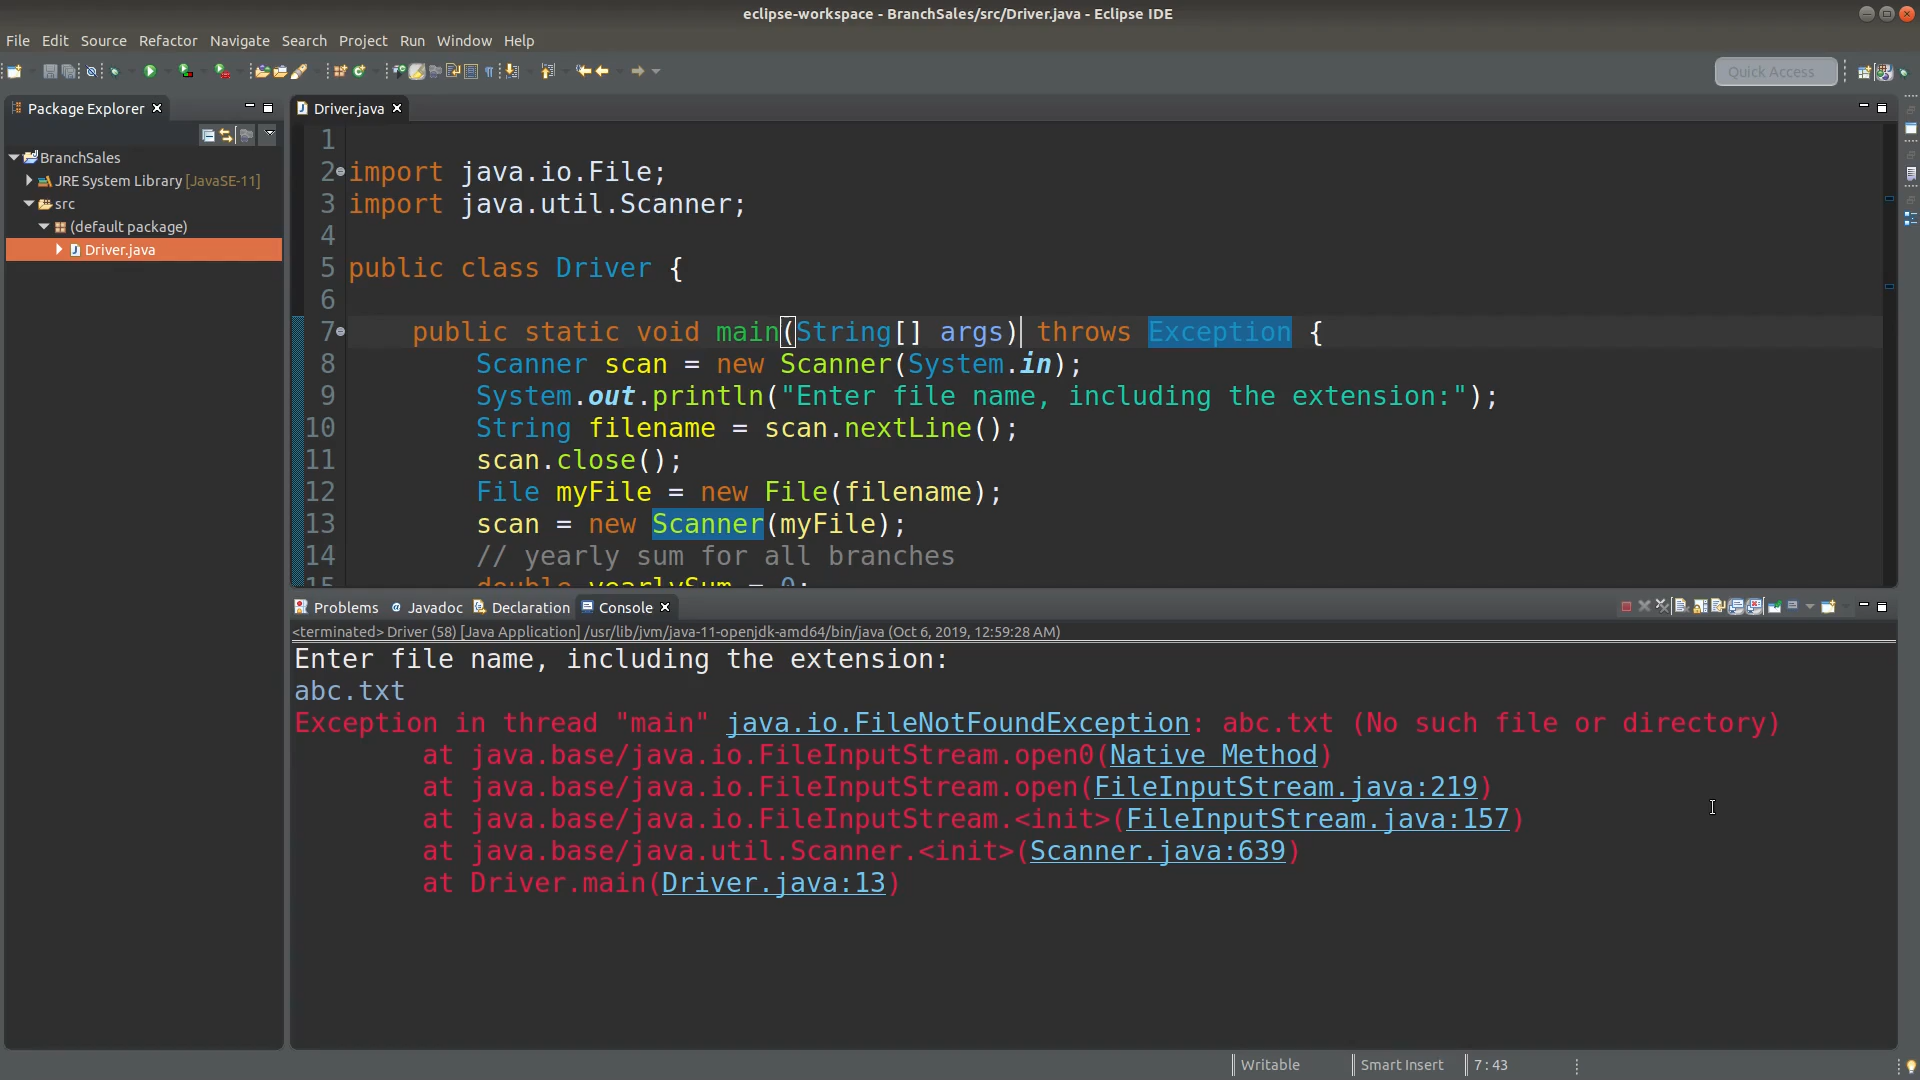 eclipse-workspace - BranchSales/src/Driver.java - Eclipse IDE
File Edit Source Refactor Navigate Search Project Run Window Help
Quick Access
Package Explorer
BranchSales
JRE System Library [JavaSE-11]
src
(default package)
Driver.java
Driver.java
1
2 import java.io.File;
3 import java.util.Scanner;
4
5 public class Driver {
6
7 public static void main(String[] args) throws Exception {
8 Scanner scan = new Scanner(System.in);
9 System.out.println("Enter file name, including the extension:");
10 String filename = scan.nextLine();
11 scan.close();
12 File myFile = new File(filename);
13 scan = new Scanner(myFile);
14 // yearly sum for all branches
15 double yearlySum = 0;
Problems Javadoc Declaration Console
<terminated> Driver (58) [Java Application] /usr/lib/jvm/java-11-openjdk-amd64/bin/java (Oct 6, 2019, 12:59:28 AM)
Enter file name, including the extension:
abc.txt
Exception in thread "main" java.io.FileNotFoundException: abc.txt (No such file or directory)
at java.base/java.io.FileInputStream.open0(Native Method)
at java.base/java.io.FileInputStream.open(FileInputStream.java:219)
at java.base/java.io.FileInputStream.<init>(FileInputStream.java:157)
at java.base/java.util.Scanner.<init>(Scanner.java:639)
at Driver.main(Driver.java:13)
Writable Smart Insert 7 : 43